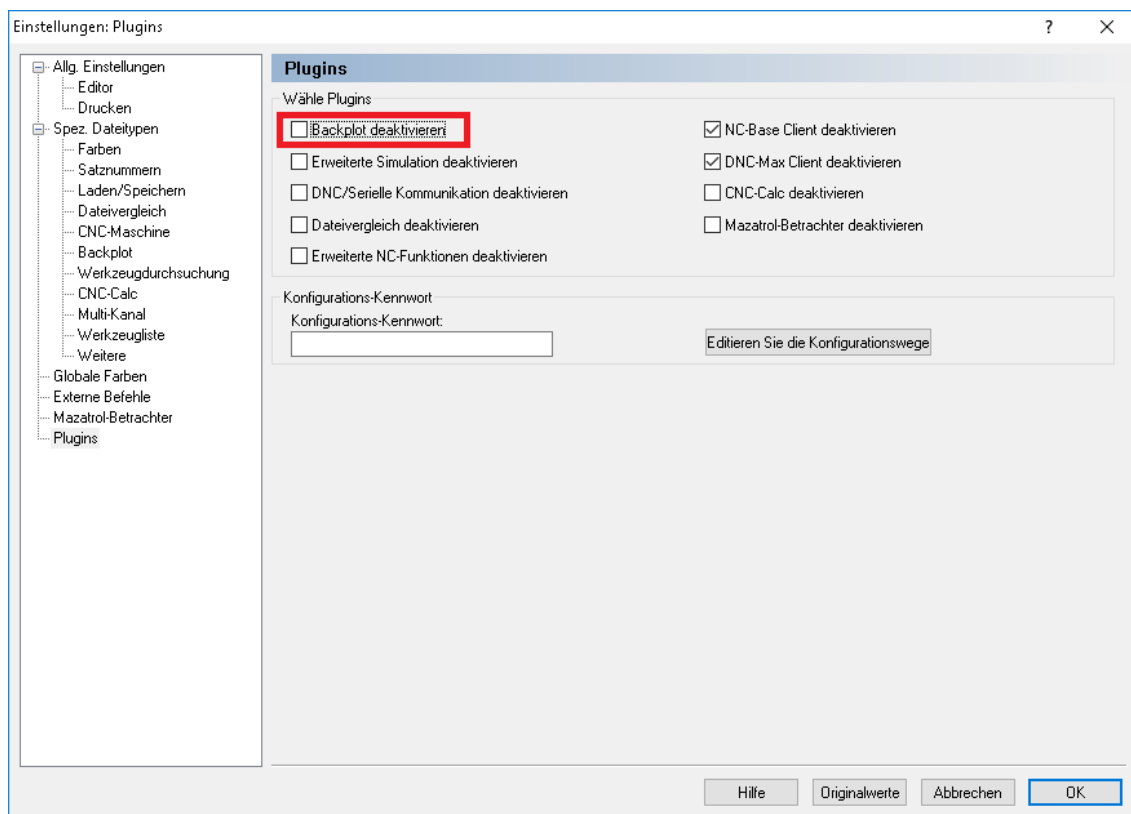 Einstellungen: Plugins
?
Allg. Einstellungen
Editor
Drucken
Spez. Dateitypen
Farben
Satznummern
Laden/Speichern
Dateivergleich
CNC-Maschine
Backplot
Werkzeugdurchsuchung
CNC-Calc
Multi-Kanal
Werkzeugliste
Weitere
Globale Farben
Externe Befehle
Mazatrol-Betrachter
Plugins
Plugins
Wähle Plugins
Backplot deaktivieren
Erweiterte Simulation deaktivieren
DNC/Serielle Kommunikation deaktivieren
Dateivergleich deaktivieren
Erweiterte NC-Funktionen deaktivieren
NC-Base Client deaktivieren
DNC-Max Client deaktivieren
CNC-Calc deaktivieren
Mazatrol-Betrachter deaktivieren
Konfigurations-Kennwort
Konfigurations-Kennwort:
Editieren Sie die Konfigurationswege
Hilfe
Originalwerte
Abbrechen
OK